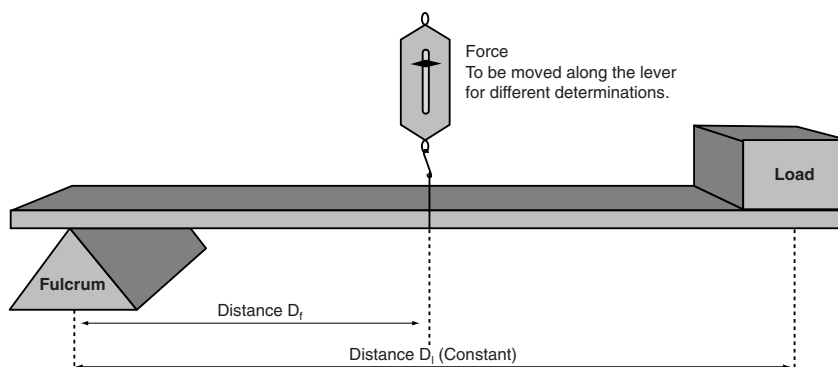 Force
To be moved along the lever
for different determinations.
Load
Fulcrum
Distance Df
Distance Dl (Constant)